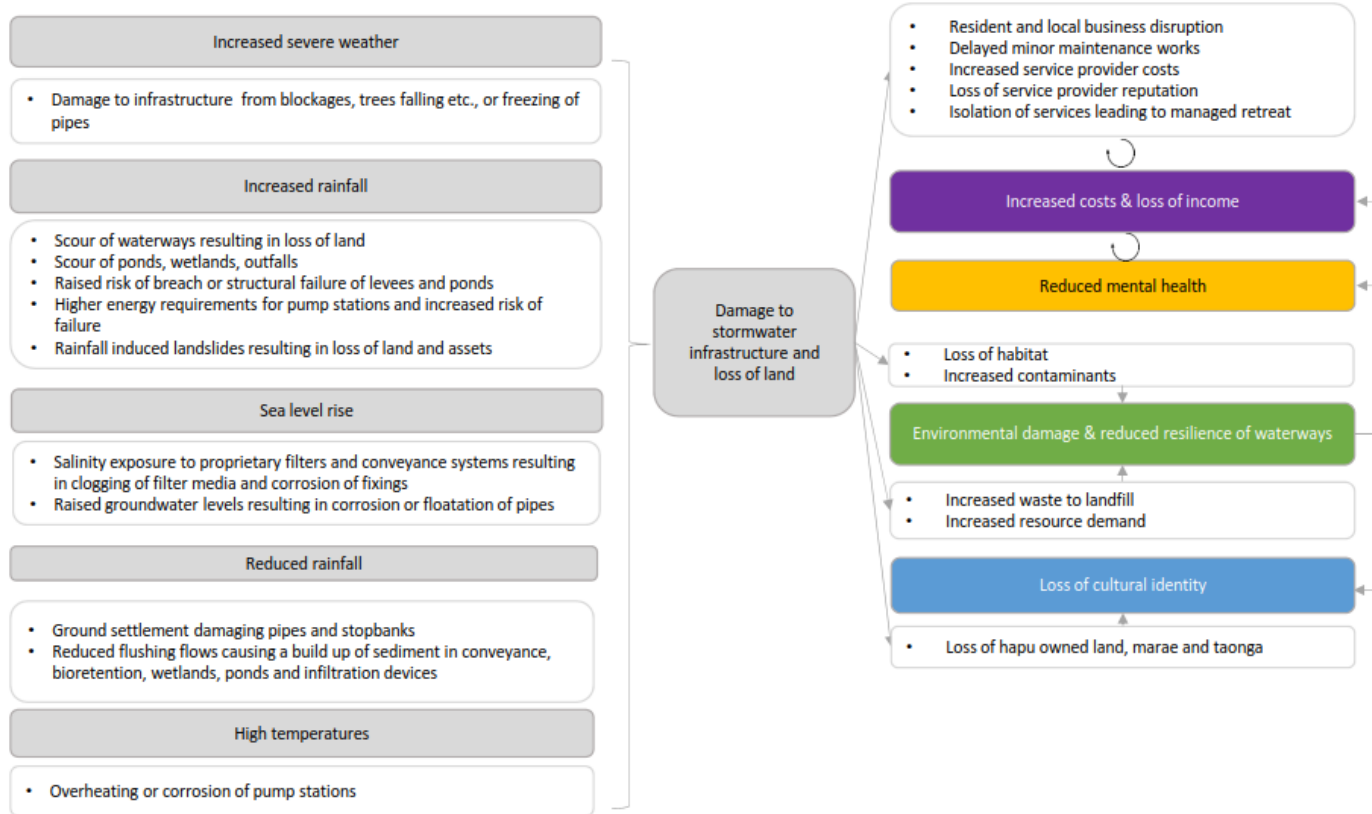 Increased severe weather
• Damage to infrastructure from blockages, trees falling etc., or freezing of
pipes
Increased rainfall
• Scour of waterways resulting in loss of land
• Scour of ponds, wetlands, outfalls
• Raised risk of breach or structural failure of levees and ponds
• Higher energy requirements for pump stations and increased risk of
failure
• Rainfall induced landslides resulting in loss of land and assets
Sea level rise
• Salinity exposure to proprietary filters and conveyance systems resulting
in clogging of filter media and corrosion of fixings
• Raised groundwater levels resulting in corrosion or floatation of pipes
Reduced rainfall
• Ground settlement damaging pipes and stopbanks
• Reduced flushing flows causing a build up of sediment in conveyance,
bioretention, wetlands, ponds and infiltration devices
High temperatures
• Overheating or corrosion of pump stations
Damage to
stormwater
infrastructure and
loss of land
• Resident and local business disruption
• Delayed minor maintenance works
• Increased service provider costs
• Loss of service provider reputation
• Isolation of services leading to managed retreat
Increased costs & loss of income
Reduced mental health
• Loss of habitat
• Increased contaminants
Environmental damage & reduced resilience of waterways
• Increased waste to landfill
• Increased resource demand
Loss of cultural identity
• Loss of hapu owned land, marae and taonga